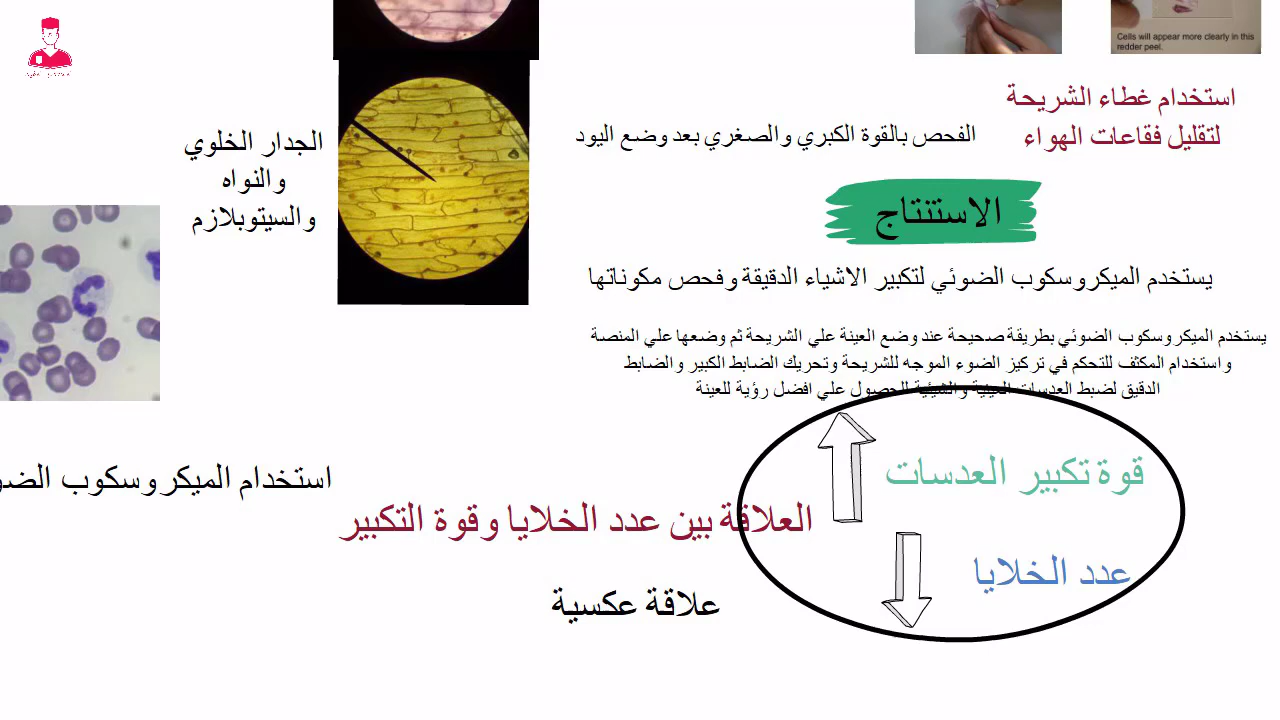 Cells will appear more clearly in this
redder peel.
استخدام غطاء الشريحة
لتقليل فقاعات الهواء
الفحص بالقوة الكبري والصغري بعد وضع اليود
الجدار الخلوي
والنواه
والسيتوبلازم
الاستنتاج
يستخدم الميكروسكوب الضوئي لتكبير الاشياء الدقيقة وفحص مكوناتها
يستخدم الميكروسكوب الضوئي بطريقة صحيحة عند وضع العينة علي الشريحة ثم وضعها علي المنصة
واستخدام المكثف للتحكم في تركيز الضوء الموجه للشريحة وتحريك الضابط الكبير والضابط
الدقيق لضبط العدسات العينية والشيئية للحصول علي افضل رؤية للعينة
قوة تكبير العدسات
عدد الخلايا
العلاقة بين عدد الخلايا وقوة التكبير
علاقة عكسية
استخدام الميكروسكوب الضو